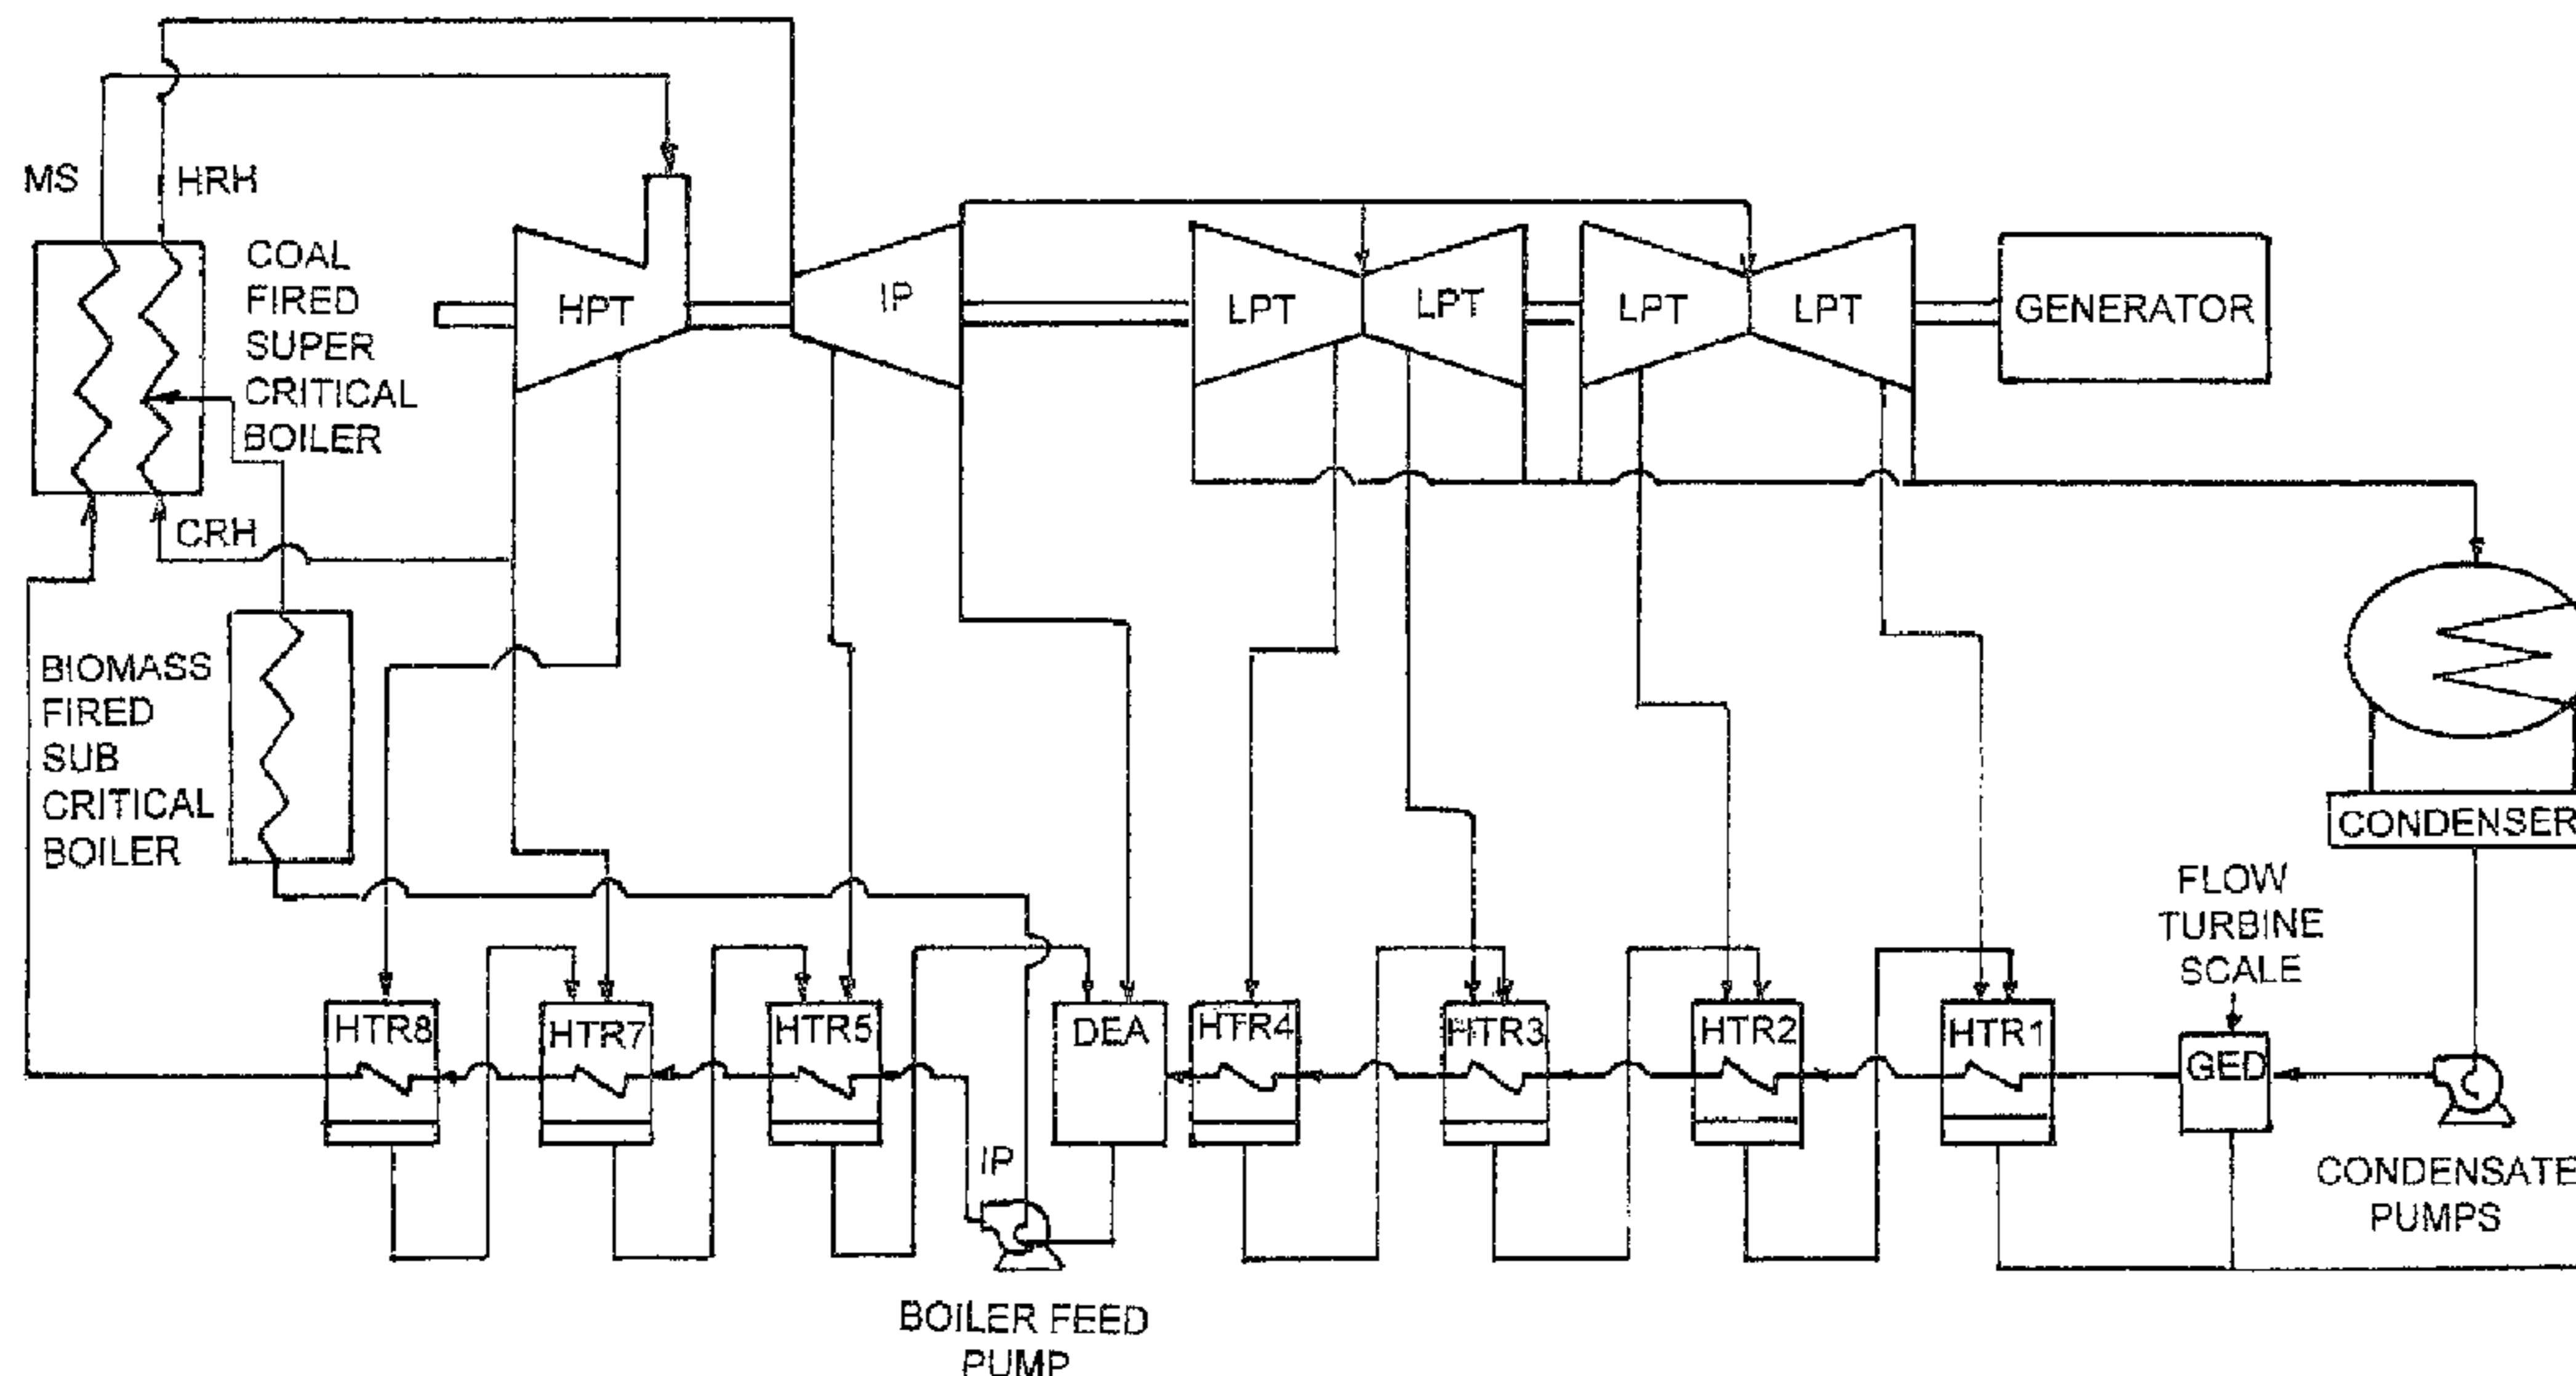 MS
HRH
COAL
FIRED
SUPER
CRITICAL
BOILER
HPT
IP
LPT
LPT
LPT
LPT
GENERATOR
CRH
BIOMASS
FIRED
SUB
CRITICAL
BOILER
CONDENSER
FLOW
TURBINE
SCALE
HTR8
HTR7
HTR5
DEA
HTR4
HTR3
HTR2
HTR1
GED
IP
CONDENSATE
PUMPS
BOILER FEED
PUMP